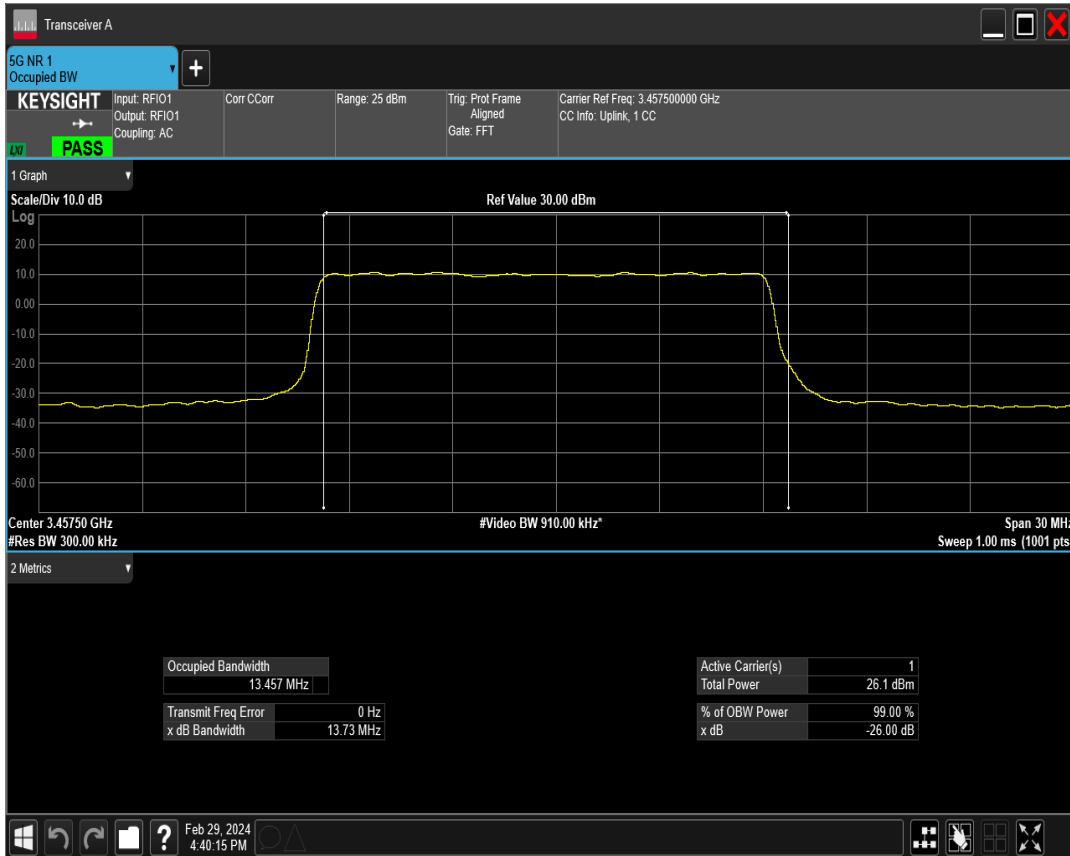 Transceiver A
5G NR 1
Occupied BW
KEYSIGHT
LXI
PASS
Input: RFIO1
Output: RFIO1
Coupling: AC
Corr CCorr
Range: 25 dBm
Trig: Prot Frame
Aligned
Gate: FFT
Carrier Ref Freq: 3.457500000 GHz
CC Info: Uplink, 1 CC
1 Graph
Scale/Div 10.0 dB
Ref Value 30.00 dBm
Log
20.0
10.0
0.00
-10.0
-20.0
-30.0
-40.0
-50.0
-60.0
Center 3.45750 GHz
#Video BW 910.00 kHz*
Span 30 MHz
#Res BW 300.00 kHz
Sweep 1.00 ms (1001 pts
2 Metrics
Occupied Bandwidth
13.457 MHz
Transmit Freq Error 0 Hz
x dB Bandwidth 13.73 MHz
Active Carrier(s) 1
Total Power 26.1 dBm
% of OBW Power 99.00 %
x dB -26.00 dB
?
Feb 29, 2024
4:40:15 PM